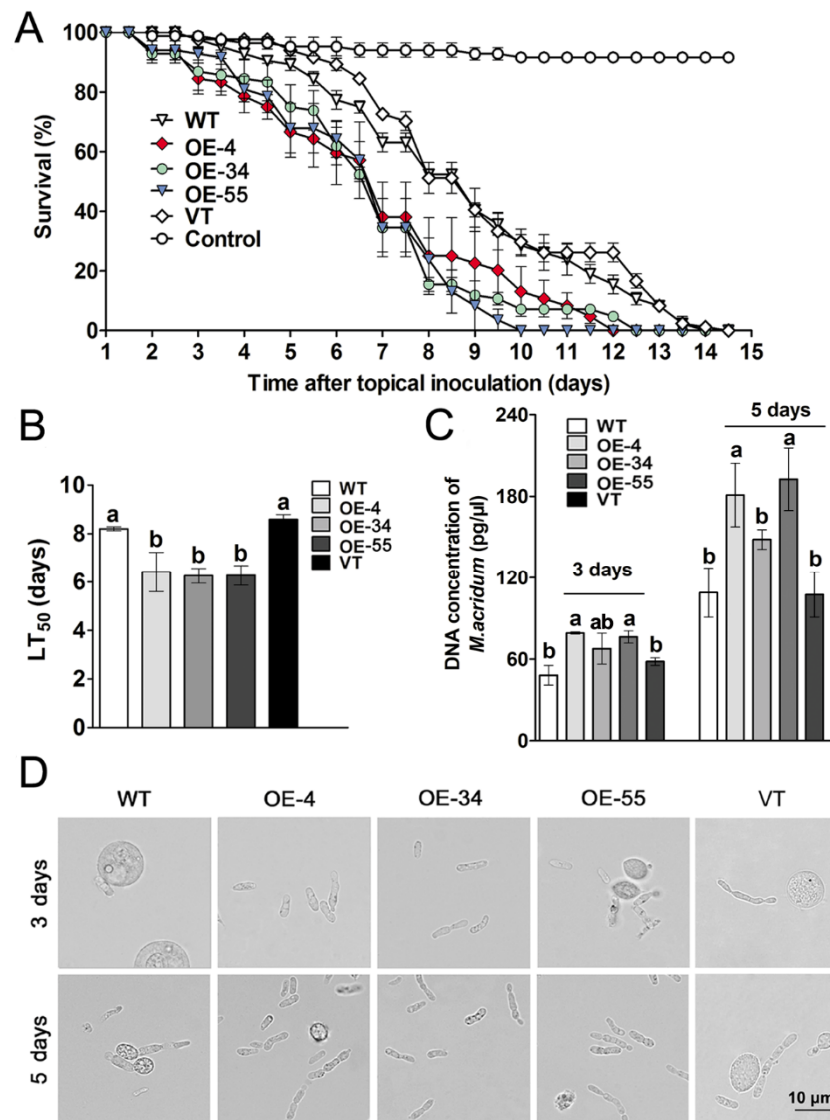 A
100
80
60
40
20
0
Survival (%)
WT
OE-4
OE-34
OE-55
VT
Control
1 2 3 4 5 6 7 8 9 10 11 12 13 14 15
Time after topical inoculation (days)
B
10
8
6
4
2
0
LT50 (days)
a b b b a
WT
OE-4
OE-34
OE-55
VT
C
240
180
120
60
0
DNA concentration of
M.acridum (pg/μl)
WT
OE-4
OE-34
OE-55
VT
3 days
b a ab a b
5 days
b a b a b
D
WT OE-4 OE-34 OE-55 VT
3 days
5 days
10 μm